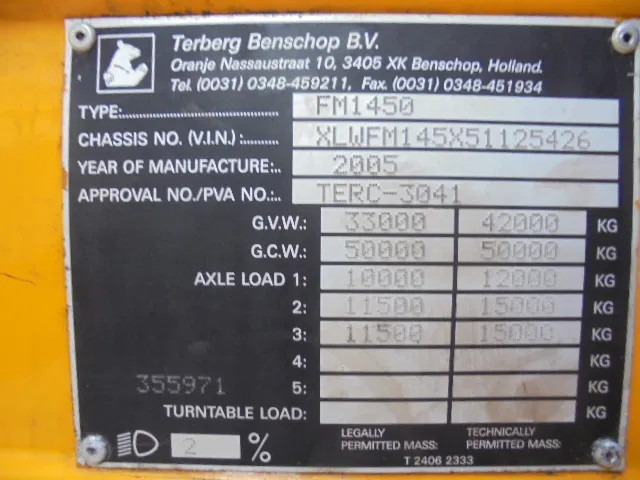 Terberg Benschop B.V.
Oranje Nassaustraat 10, 3405 XK Benschop, Holland.
Tel. (0031) 0348-459211, Fax. (0031) 0348-451934
TYPE:................ FM1450
CHASSIS NO. (V.I.N.):.......... XLWFM145X51125426
YEAR OF MANUFACTURE:... 2005
APPROVAL NO./PVA NO.:.. TERC-3041
G.V.W.: 33000 42000 KG
G.C.W.: 50000 50000 KG
AXLE LOAD 1: 10000 12000 KG
2: 11500 15000 KG
3: 11500 15000 KG
4: KG
355971 5: KG
TURNTABLE LOAD: KG
2 % LEGALLY PERMITTED MASS: TECHNICALLY PERMITTED MASS:
T 2406 2333